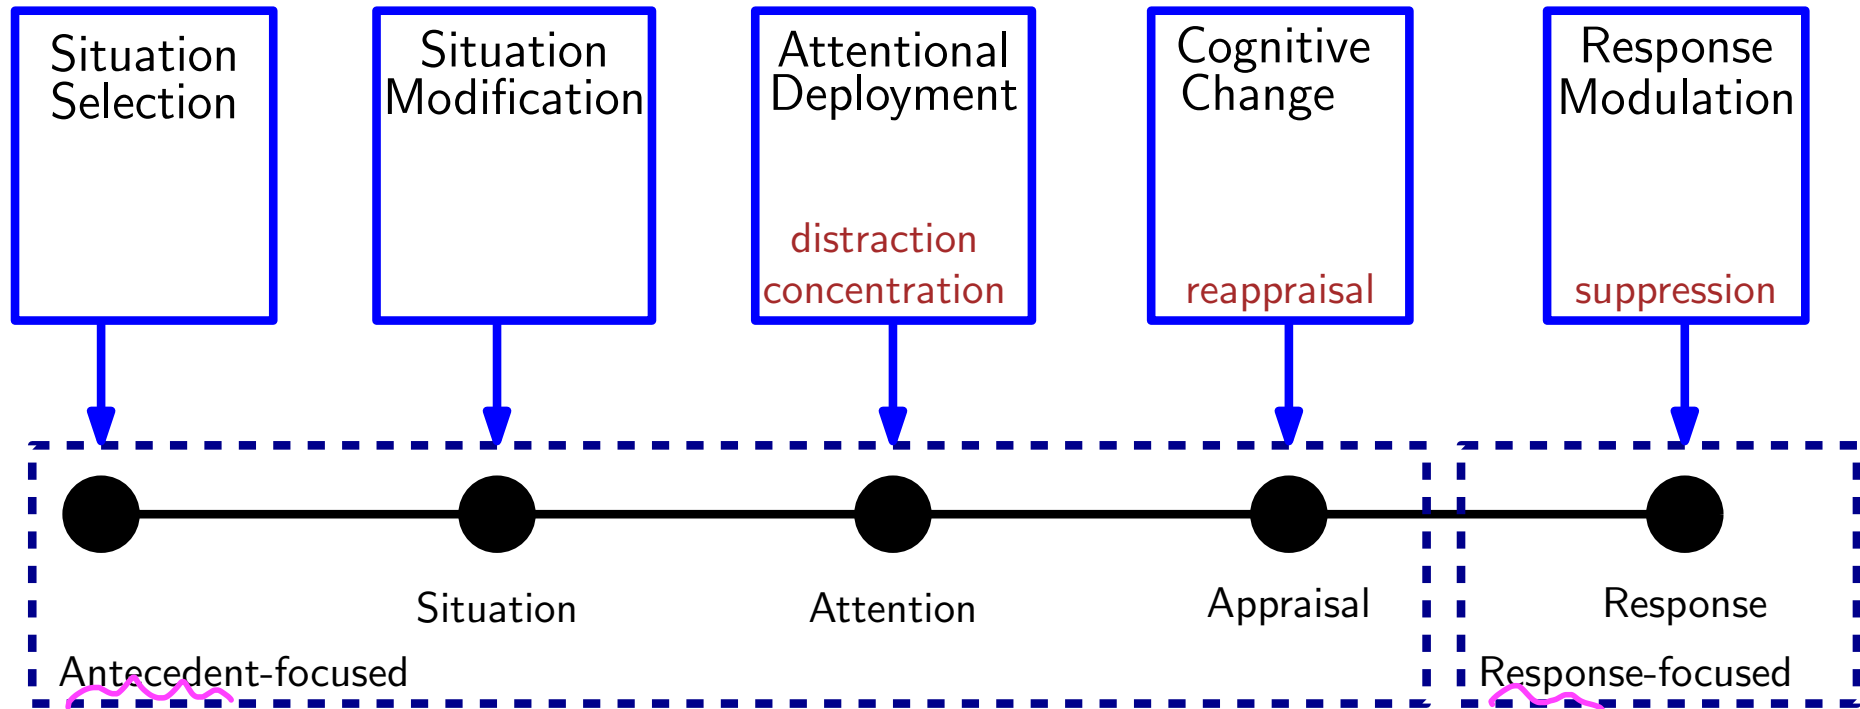 Situation
Selection
Situation
Modification
Attentional
Deployment
distraction
concentration
Cognitive
Change
reappraisal
Response
Modulation
suppression
Situation
Attention
Appraisal
Response
Antecedent-focused
Response-focused